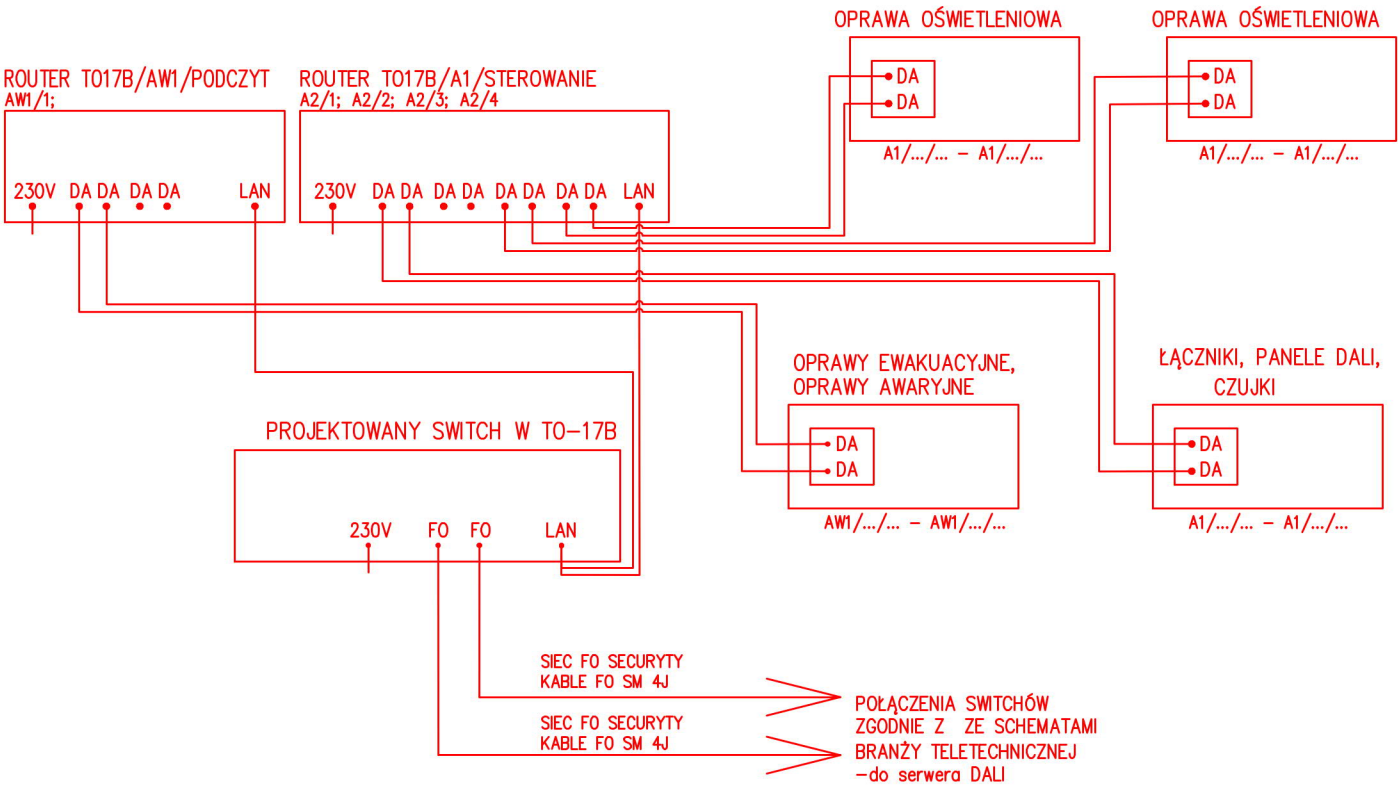 OPRAWA OŚWIETLENIOWA
OPRAWA OŚWIETLENIOWA
DA
DA
A1/.../... – A1/.../...
DA
DA
A1/.../... – A1/.../...
ROUTER TO17B/AW1/PODCZYT
AW1/1;
230V DA DA DA DA LAN
ROUTER TO17B/A1/STEROWANIE
A2/1; A2/2; A2/3; A2/4
230V DA DA DA DA DA DA DA DA LAN
OPRAWY EWAKUACYJNE,
OPRAWY AWARYJNE
DA
DA
AW1/.../... – AW1/.../...
ŁĄCZNIKI, PANELE DALI,
CZUJKI
DA
DA
A1/.../... – A1/.../...
PROJEKTOWANY SWITCH W TO–17B
230V FO FO LAN
SIEC FO SECURYTY
KABLE FO SM 4J
SIEC FO SECURYTY
KABLE FO SM 4J
POŁĄCZENIA SWITCHÓW
ZGODNIE Z ZE SCHEMATAMI
BRANŻY TELETECHNICZNEJ
–do serwera DALI